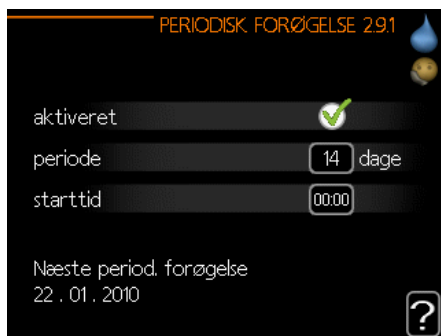 PERIODISK FORØGELSE 2.9.1
aktiveret
periode 14 dage
starttid 00:00
Næste period. forøgelse
22 . 01 . 2010
?